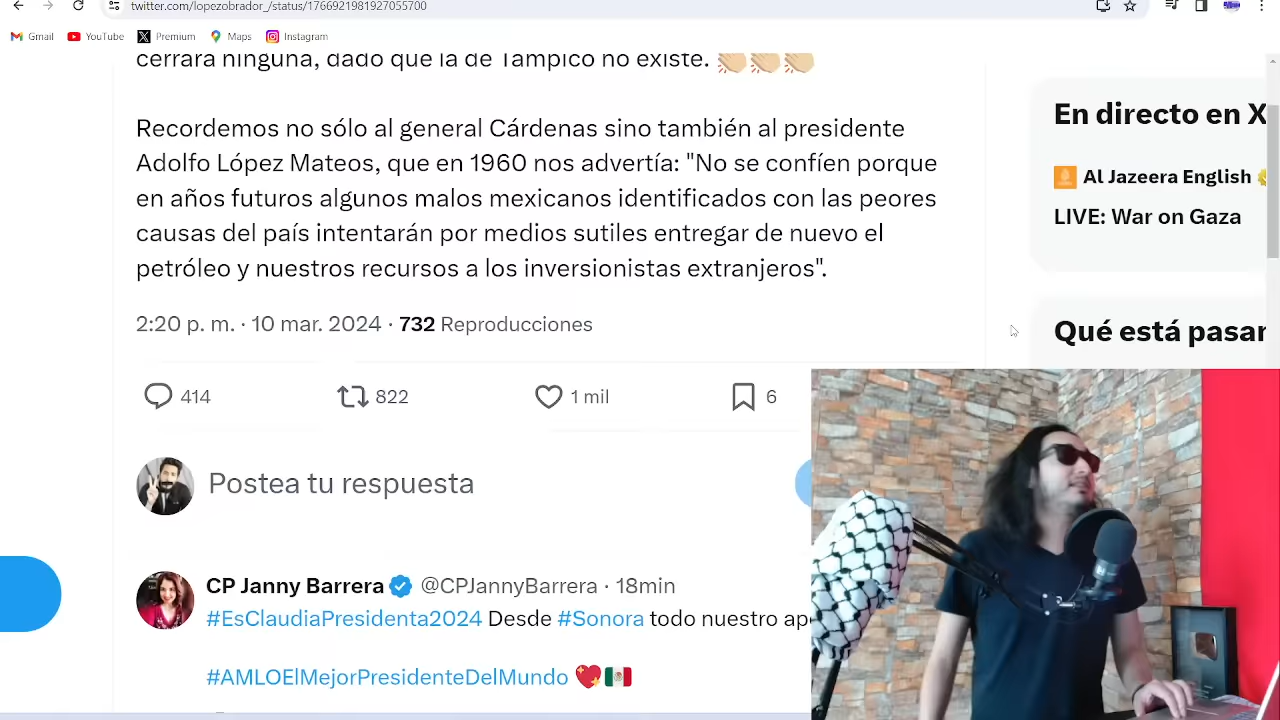 twitter.com/lopezobrador_/status/1766921981927055700
Gmail YouTube Premium Maps Instagram
cerrará ninguna, dado que la de Tampico no existe. 👏🏼👏🏼👏🏼
Recordemos no sólo al general Cárdenas sino también al presidente
Adolfo López Mateos, que en 1960 nos advertía: "No se confíen porque
en años futuros algunos malos mexicanos identificados con las peores
causas del país intentarán por medios sutiles entregar de nuevo el
petróleo y nuestros recursos a los inversionistas extranjeros".
2:20 p. m. · 10 mar. 2024 · 732 Reproducciones
414 822 1 mil 6
Postea tu respuesta
CP Janny Barrera @CPJannyBarrera · 18min
#EsClaudiaPresidenta2024 Desde #Sonora todo nuestro
#AMLOElMejorPresidenteDelMundo 💖🇲🇽
En directo en X
Al Jazeera English
LIVE: War on Gaza
Qué está